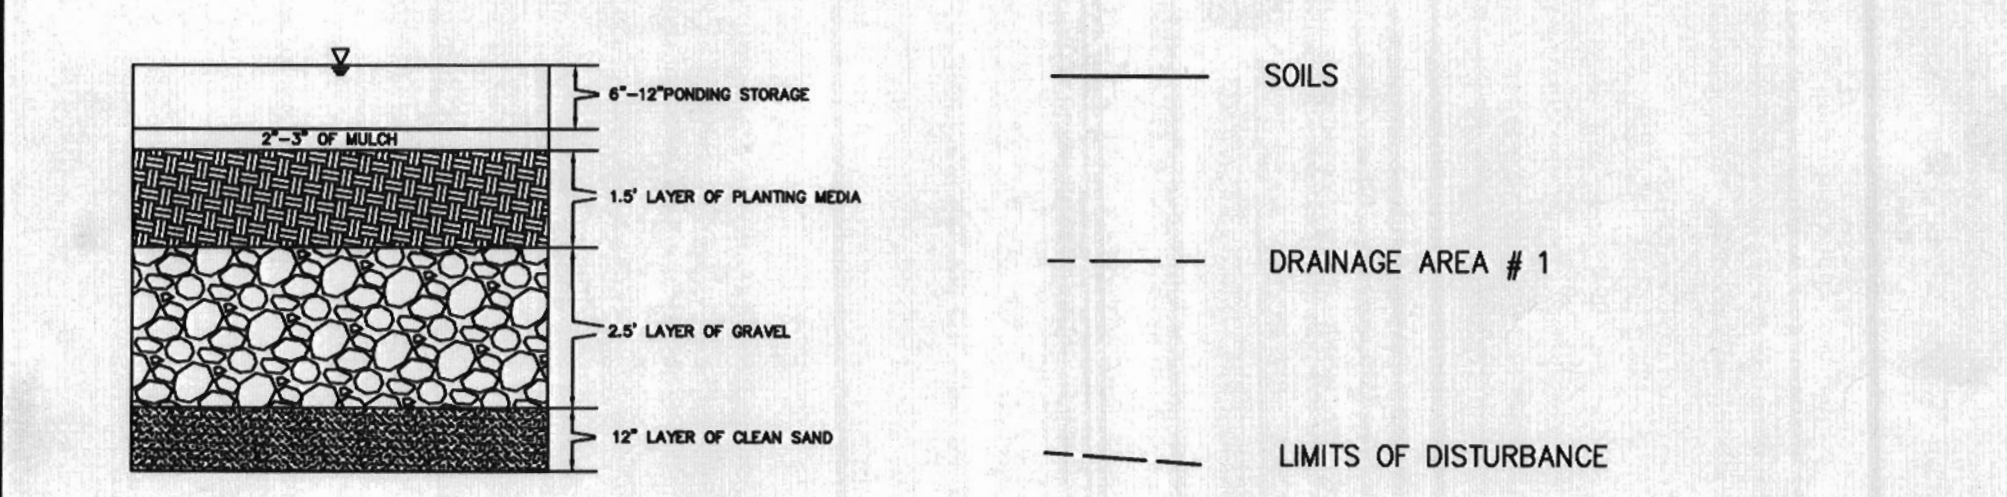 6"-12"PONDING STORAGE
2"-3" OF MULCH
1.5' LAYER OF PLANTING MEDIA
2.5' LAYER OF GRAVEL
12" LAYER OF CLEAN SAND
SOILS
DRAINAGE AREA # 1
LIMITS OF DISTURBANCE